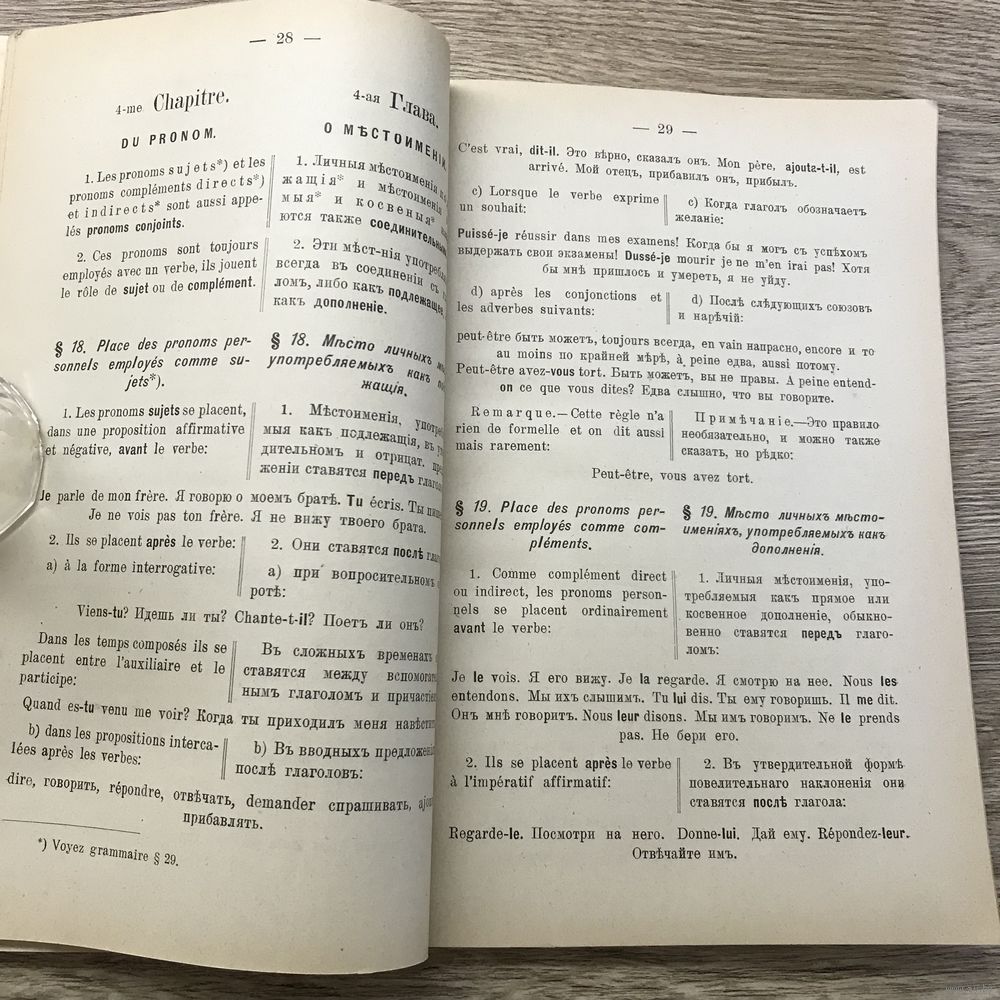 — 28 —
4-me Chapitre.
DU PRONOM.
1. Les pronoms sujets*) et les
pronoms compléments directs*)
et indirects* sont aussi appe-
lés pronoms conjoints.
2. Ces pronoms sont toujours
employés avec un verbe, ils jouent
le rôle de sujet ou de complément.
4-ая Глава.
О МѢСТОИМЕНІ
1. Личныя мѣстоименія
жащія* и мѣстоименія
мыя* и косвеныя*
ются также соединительны
2. Эти мѣст-нія употреб
всегда въ соединеніи съ
ломъ, либо какъ подлежащее,
какъ дополненіе.
§ 18. Place des pronoms per-
sonnels employés comme su-
jets*).
§ 18. Мѣсто личныхъ
употребляемыхъ какъ
жащія.
1. Les pronoms sujets se placent,
dans une proposition affirmative
et négative, avant le verbe:
1. Мѣстоименія, употр
мыя какъ подлежащія, въ
дительномъ и отрицат.
женіи ставятся передъ глаго
Je parle de mon frère. Я говорю о моемъ братѣ. Tu écris. Ты
Je ne vois pas ton frère. Я не вижу твоего брата.
2. Ils se placent après le verbe:
a) à la forme interrogative:
2. Они ставятся послѣ
а) при вопросительномъ
ротѣ:
Viens-tu? Идешь ли ты? Chante-t-il? Поетъ ли онъ?
Dans les temps composés ils se
placent entre l'auxiliaire et le
participe:
Въ сложныхъ временахъ
ставятся между вспомогат
нымъ глаголомъ и причастіем
Quand es-tu venu me voir? Когда ты приходилъ меня навѣстит
b) dans les propositions interca-
lées après les verbes:
b) Въ вводныхъ предложен
послѣ глаголовъ:
dire, говорить, répondre, отвѣчать, demander спрашивать,
прибавлять.
*) Voyez grammaire § 29.
— 29 —
C'est vrai, dit-il. Это вѣрно, сказалъ онъ. Mon père, ajouta-t-il, est
arrivé. Мой отецъ, прибавилъ онъ, прибылъ.
c) Lorsque le verbe exprime
un souhait:
c) Когда глаголъ обозначаетъ
желаніе:
Puissé-je réussir dans mes examens! Когда бы я могъ съ успѣхомъ
выдержать свои экзамены! Dussé-je mourir je ne m'en irai pas! Хотя
бы мнѣ пришлось и умереть, я не уйду.
d) après les conjonctions et
les adverbes suivants:
d) Послѣ слѣдующихъ союзовъ
и нарѣчій:
peut-être быть можетъ, toujours всегда, en vain напрасно, encore и то
au moins по крайней мѣрѣ, à peine едва, aussi потому.
Peut-être avez-vous tort. Быть можетъ, вы не правы. A peine entend-
on ce que vous dites? Едва слышно, что вы говорите.
Remarque.— Cette règle n'a
rien de formelle et on dit aussi
mais rarement:
Примѣчаніе.—Это правило
необязательно, и можно также
сказать, но рѣдко:
Peut-être, vous avez tort.
§ 19. Place des pronoms per-
sonnels employés comme com-
pléments.
§ 19. Мѣсто личныхъ мѣсто-
именіяхъ, употребляемыхъ какъ
дополненія.
1. Comme complément direct
ou indirect, les pronoms person-
nels se placent ordinairement
avant le verbe:
1. Личныя мѣстоименія, упо-
требляемыя какъ прямое или
косвенное дополненіе, обыкно-
венно ставятся передъ глаго-
ломъ:
Je le vois. Я его вижу. Je la regarde. Я смотрю на нее. Nous les
entendons. Мы ихъ слышимъ. Tu lui dis. Ты ему говоришь. Il me dit.
Онъ мнѣ говоритъ. Nous leur disons. Мы имъ говоримъ. Ne le prends
pas. Не бери его.
2. Ils se placent après le verbe
à l'impératif affirmatif:
2. Въ утвердительной формѣ
повелительнаго наклоненія они
ставятся послѣ глагола:
Regarde-le. Посмотри на него. Donne-lui. Дай ему. Répondez-leur.
Отвѣчайте имъ.